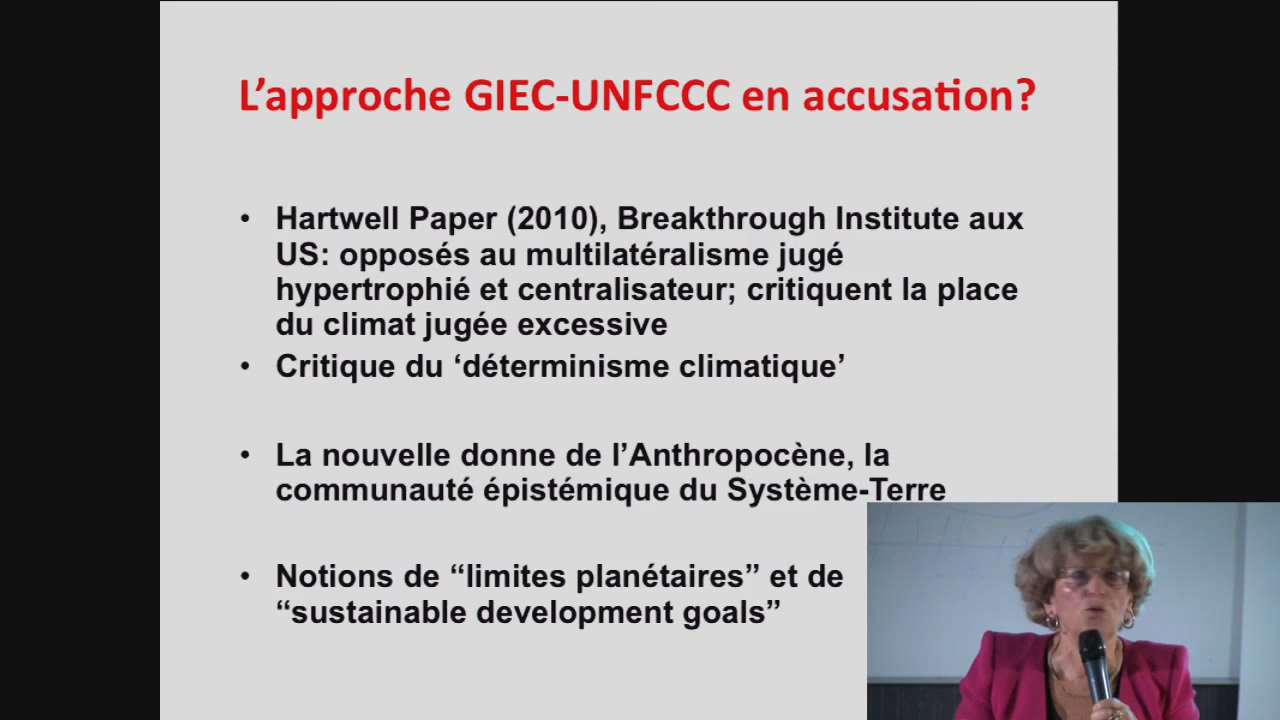 L’approche GIEC-UNFCCC en accusation?
• Hartwell Paper (2010), Breakthrough Institute aux
US: opposés au multilatéralisme jugé
hypertrophié et centralisateur; critiquent la place
du climat jugée excessive
• Critique du ‘déterminisme climatique’
• La nouvelle donne de l’Anthropocène, la
communauté épistémique du Système-Terre
• Notions de “limites planétaires” et de
“sustainable development goals”